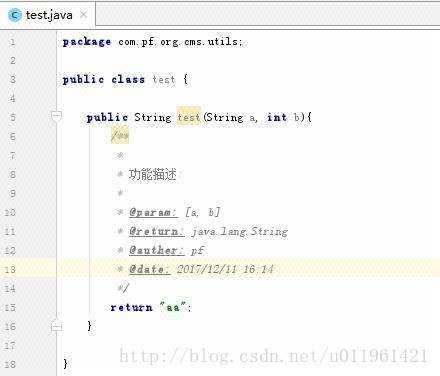 test.java
1 package com.pf.org.cms.utils;
2
3 public class test {
4
5 public String test(String a, int b){
6 /**
7 *
8 * 功能描述:
9 *
10 * @param: [a, b]
11 * @return: java.lang.String
12 * @auther: pf
13 * @date: 2017/12/11 16:14
14 */
15 return "aa";
16 }
17
18 }
http://blog.csdn.net/u011961421